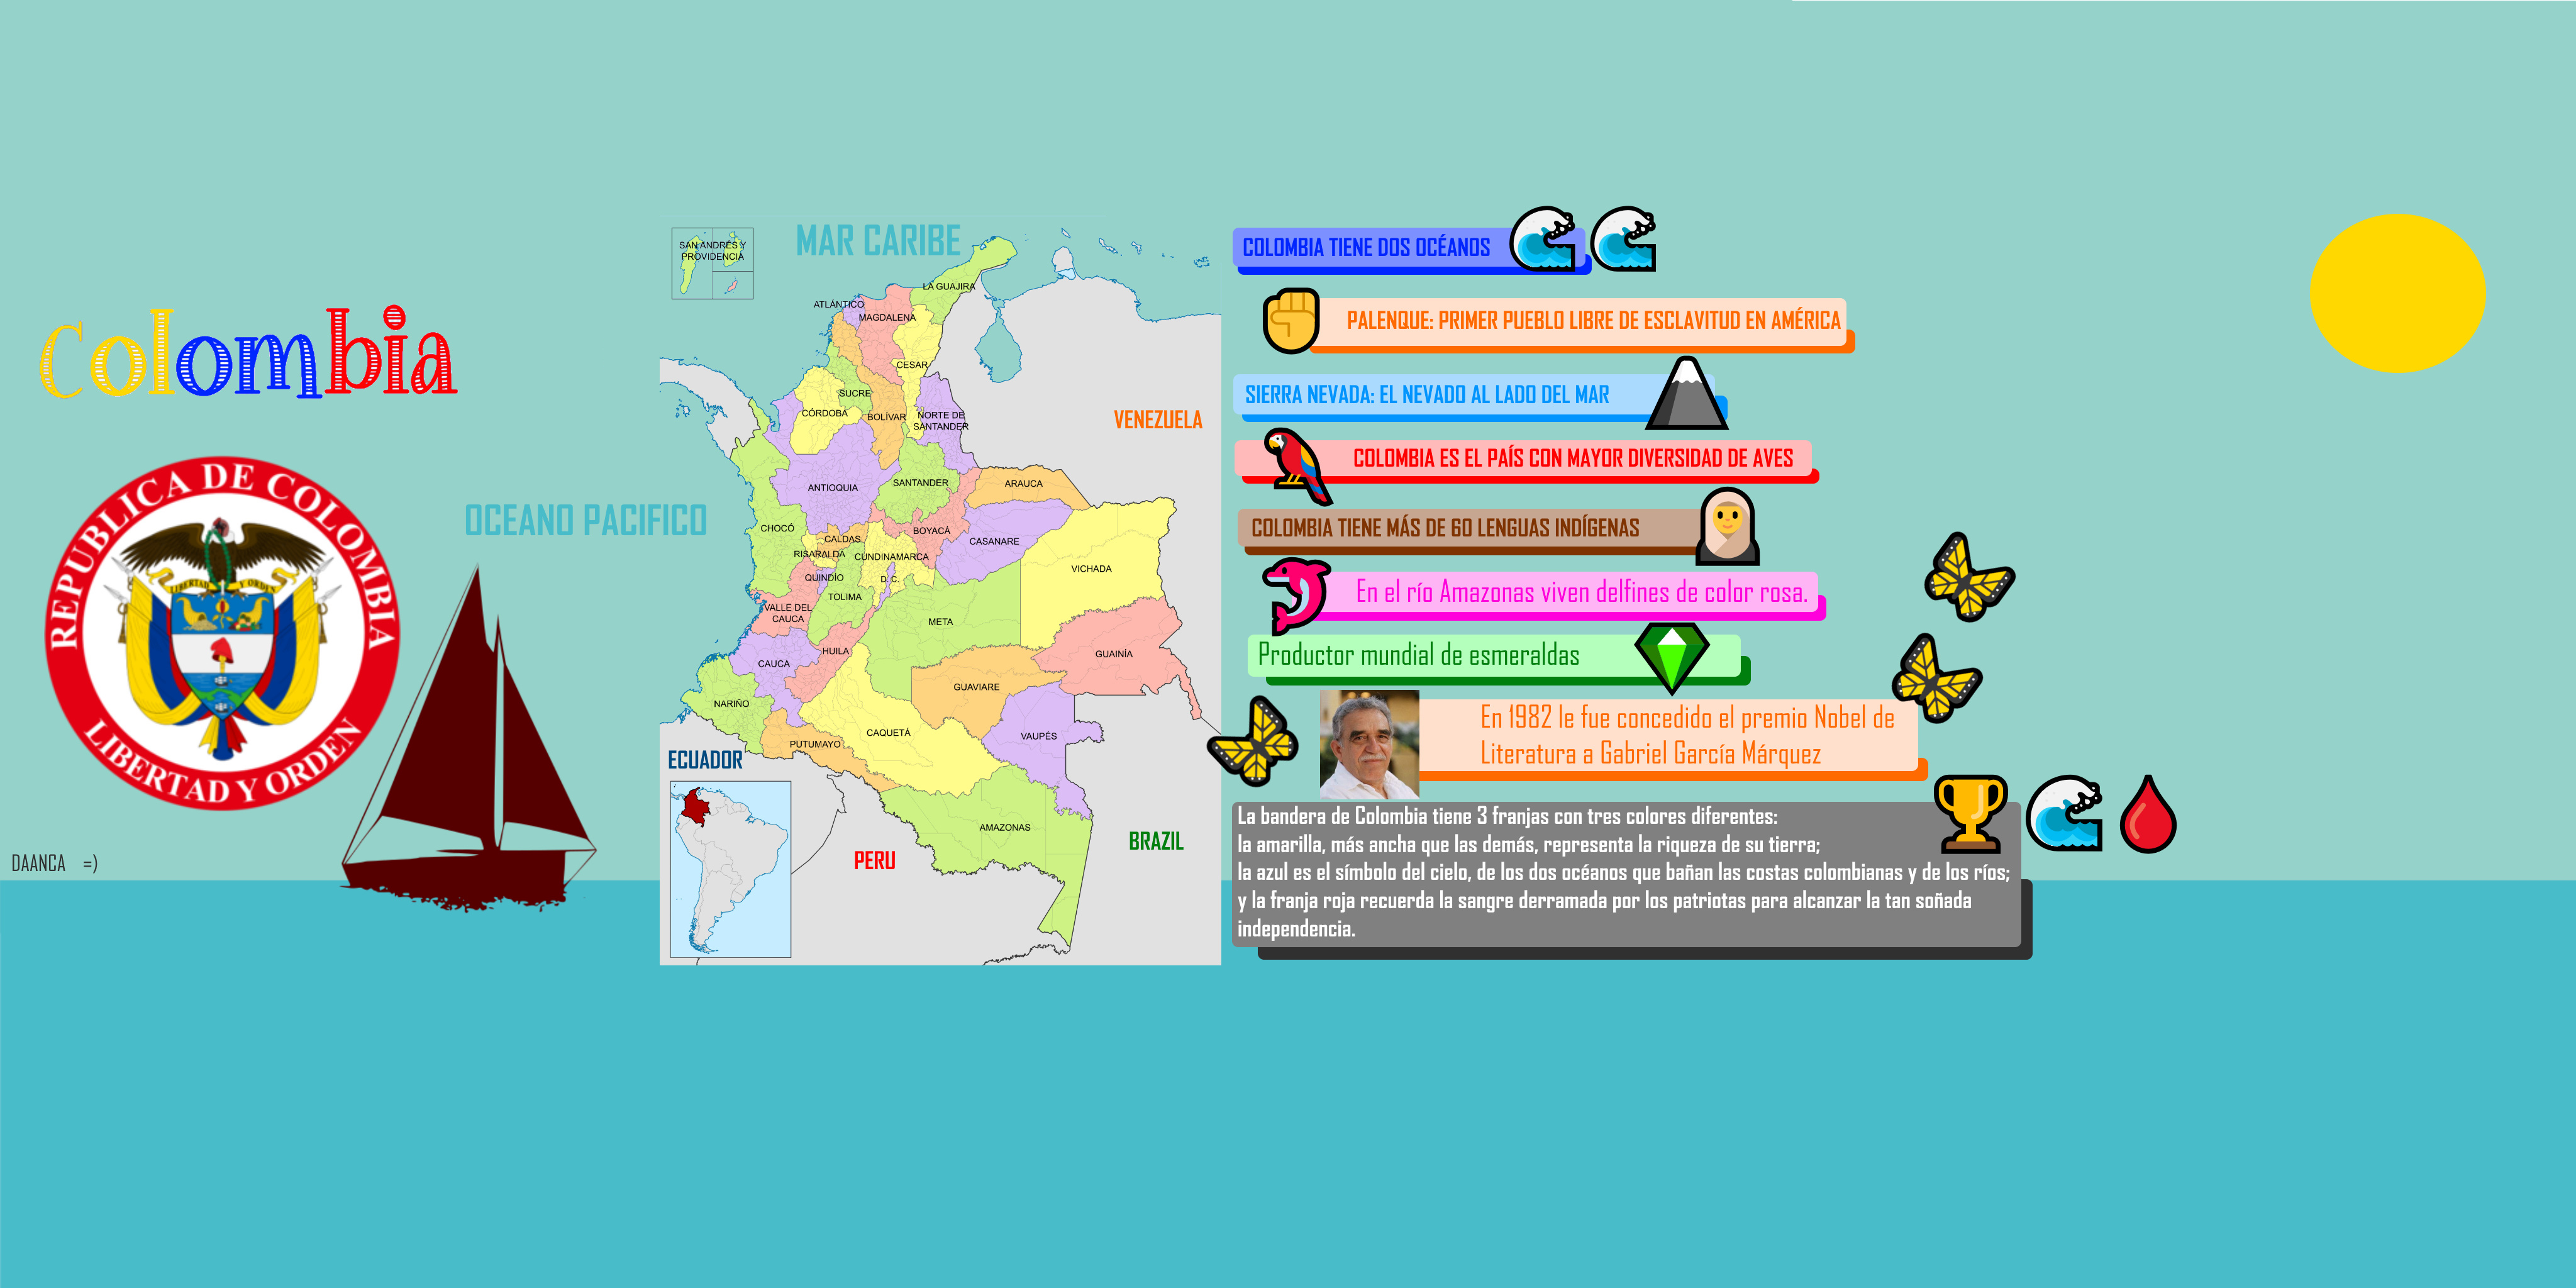 Colombia
REPUBLICA DE COLOMBIA
LIBERTAD Y ORDEN
LIBERTAD Y ORDEN
DAANCA =)
OCEANO PACIFICO
MAR CARIBE
SAN ANDRÉS Y
PROVIDENCIA
LA GUAJIRA
ATLÁNTICO
MAGDALENA
CESAR
SUCRE
CÓRDOBA
BOLÍVAR
NORTE DE
SANTANDER
VENEZUELA
ANTIOQUIA
SANTANDER
ARAUCA
CHOCÓ
BOYACÁ
CALDAS
CASANARE
RISARALDA
CUNDINAMARCA
VICHADA
QUINDÍO
D. C.
TOLIMA
VALLE DEL
CAUCA
META
HUILA
GUAINÍA
CAUCA
GUAVIARE
NARIÑO
CAQUETÁ
VAUPÉS
PUTUMAYO
ECUADOR
AMAZONAS
BRAZIL
PERU
COLOMBIA TIENE DOS OCÉANOS
PALENQUE: PRIMER PUEBLO LIBRE DE ESCLAVITUD EN AMÉRICA
SIERRA NEVADA: EL NEVADO AL LADO DEL MAR
COLOMBIA ES EL PAÍS CON MAYOR DIVERSIDAD DE AVES
COLOMBIA TIENE MÁS DE 60 LENGUAS INDÍGENAS
En el río Amazonas viven delfines de color rosa.
Productor mundial de esmeraldas
En 1982 le fue concedido el premio Nobel de
Literatura a Gabriel García Márquez
La bandera de Colombia tiene 3 franjas con tres colores diferentes:
la amarilla, más ancha que las demás, representa la riqueza de su tierra;
la azul es el símbolo del cielo, de los dos océanos que bañan las costas colombianas y de los ríos;
y la franja roja recuerda la sangre derramada por los patriotas para alcanzar la tan soñada
independencia.